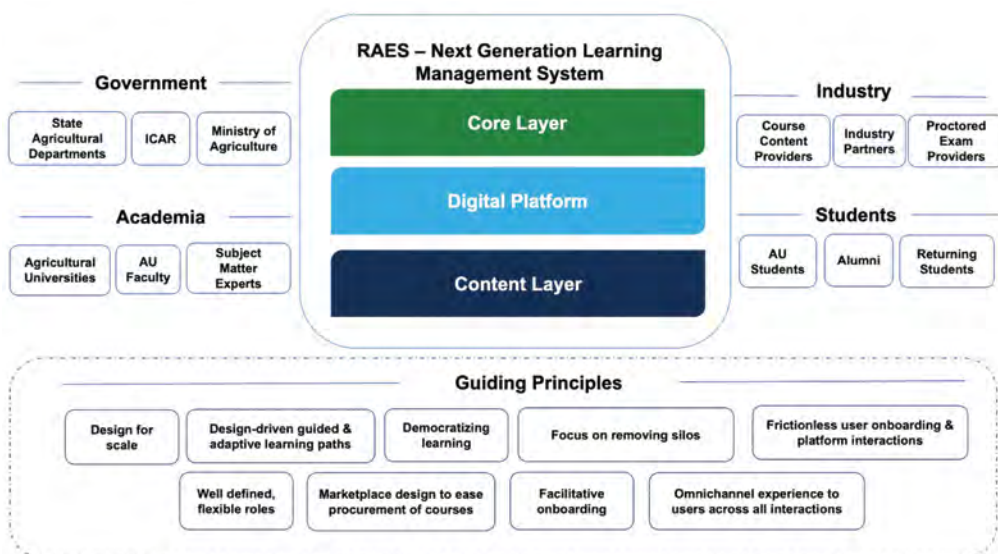 RAES – Next Generation Learning
Management System
Core Layer
Digital Platform
Content Layer
Government
State
Agricultural
Departments
ICAR
Ministry of
Agriculture
Academia
Agricultural
Universities
AU
Faculty
Subject
Matter
Experts
Industry
Course
Content
Providers
Industry
Partners
Proctored
Exam
Providers
Students
AU
Students
Alumni
Returning
Students
Guiding Principles
Design for
scale
Design-driven guided &
adaptive learning paths
Democratizing
learning
Focus on removing silos
Frictionless user onboarding &
platform interactions
Well defined,
flexible roles
Marketplace design to ease
procurement of courses
Facilitative
onboarding
Omnichannel experience to
users across all interactions